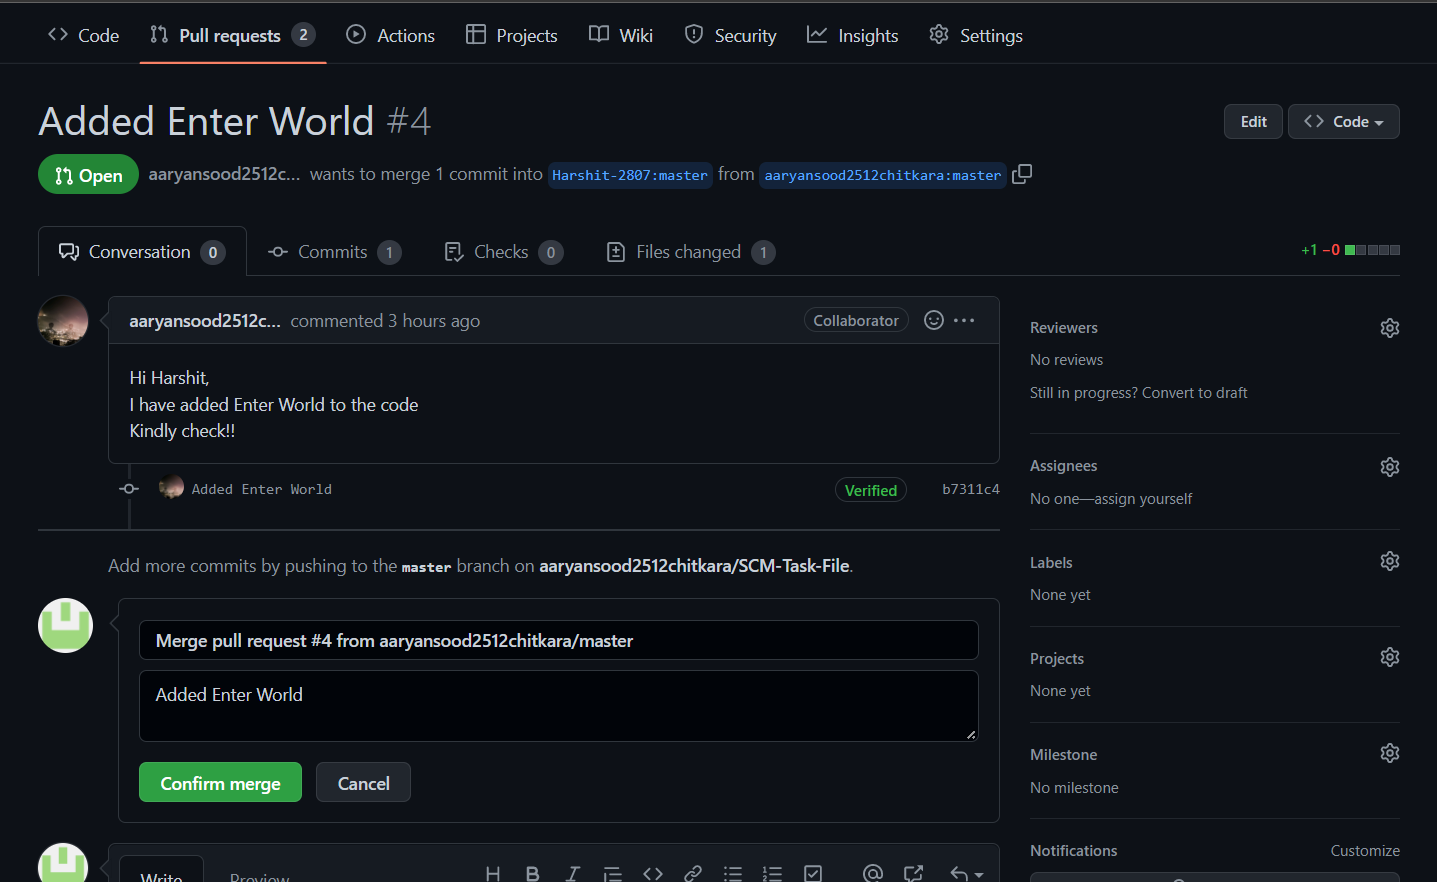 Code Pull requests 2 Actions Projects Wiki Security Insights Settings
Added Enter World #4
Edit Code
Open aaryansood2512c... wants to merge 1 commit into Harshit-2807:master from aaryansood2512chitkara:master
Conversation 0 Commits 1 Checks 0 Files changed 1
+1 −0
aaryansood2512c... commented 3 hours ago
Collaborator
Hi Harshit,
I have added Enter World to the code
Kindly check!!
Added Enter World Verified b7311c4
Add more commits by pushing to the master branch on aaryansood2512chitkara/SCM-Task-File.
Merge pull request #4 from aaryansood2512chitkara/master
Added Enter World
Confirm merge Cancel
Write Preview
Reviewers
No reviews
Still in progress? Convert to draft
Assignees
No one—assign yourself
Labels
None yet
Projects
None yet
Milestone
No milestone
Notifications Customize